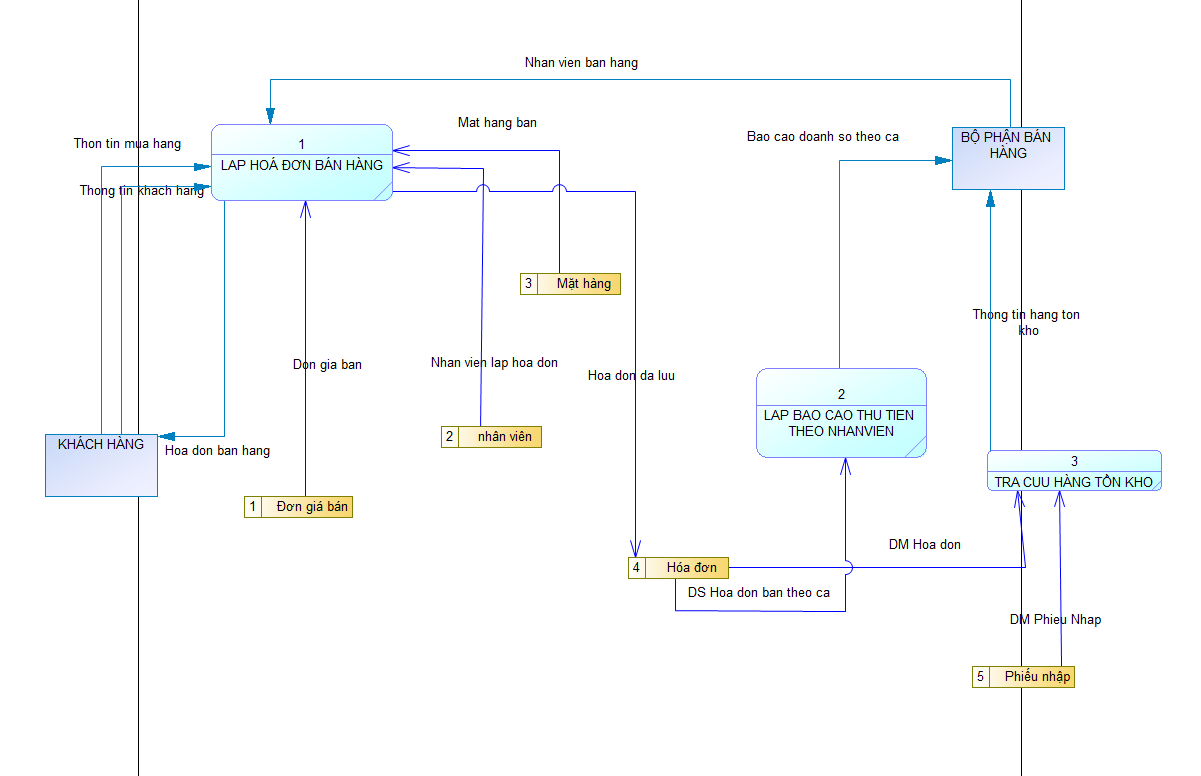 Nhan vien ban hang
Mat hang ban
Bao cao doanh so theo ca
BỘ PHẬN BÁN
HÀNG
Thon tin mua hang
1
LAP HOÁ ĐƠN BÁN HÀNG
Thong tin khach hang
3 Mặt hàng
Thong tin hang ton
kho
Don gia ban
Nhan vien lap hoa don
Hoa don da luu
2
LAP BAO CAO THU TIEN
THEO NHANVIEN
KHÁCH HÀNG
Hoa don ban hang
2 nhân viên
3
TRA CUU HÀNG TỒN KHO
1 Đơn giá bán
DM Hoa don
4 Hóa đơn
DS Hoa don ban theo ca
DM Phieu Nhap
5 Phiếu nhập